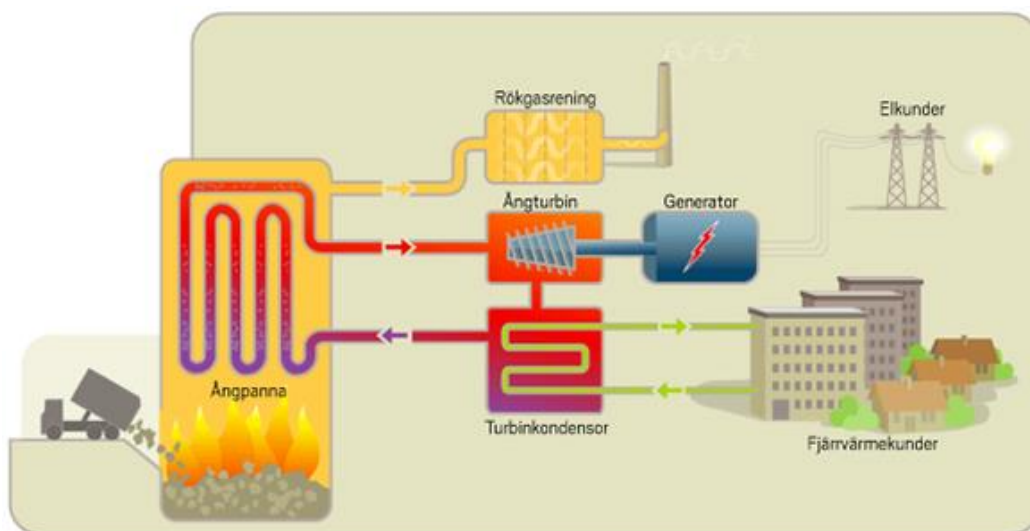 Rökgasrening
Elkunder
Ångturbin
Generator
Ångpanna
Turbinkondensor
Fjärrvärmekunder